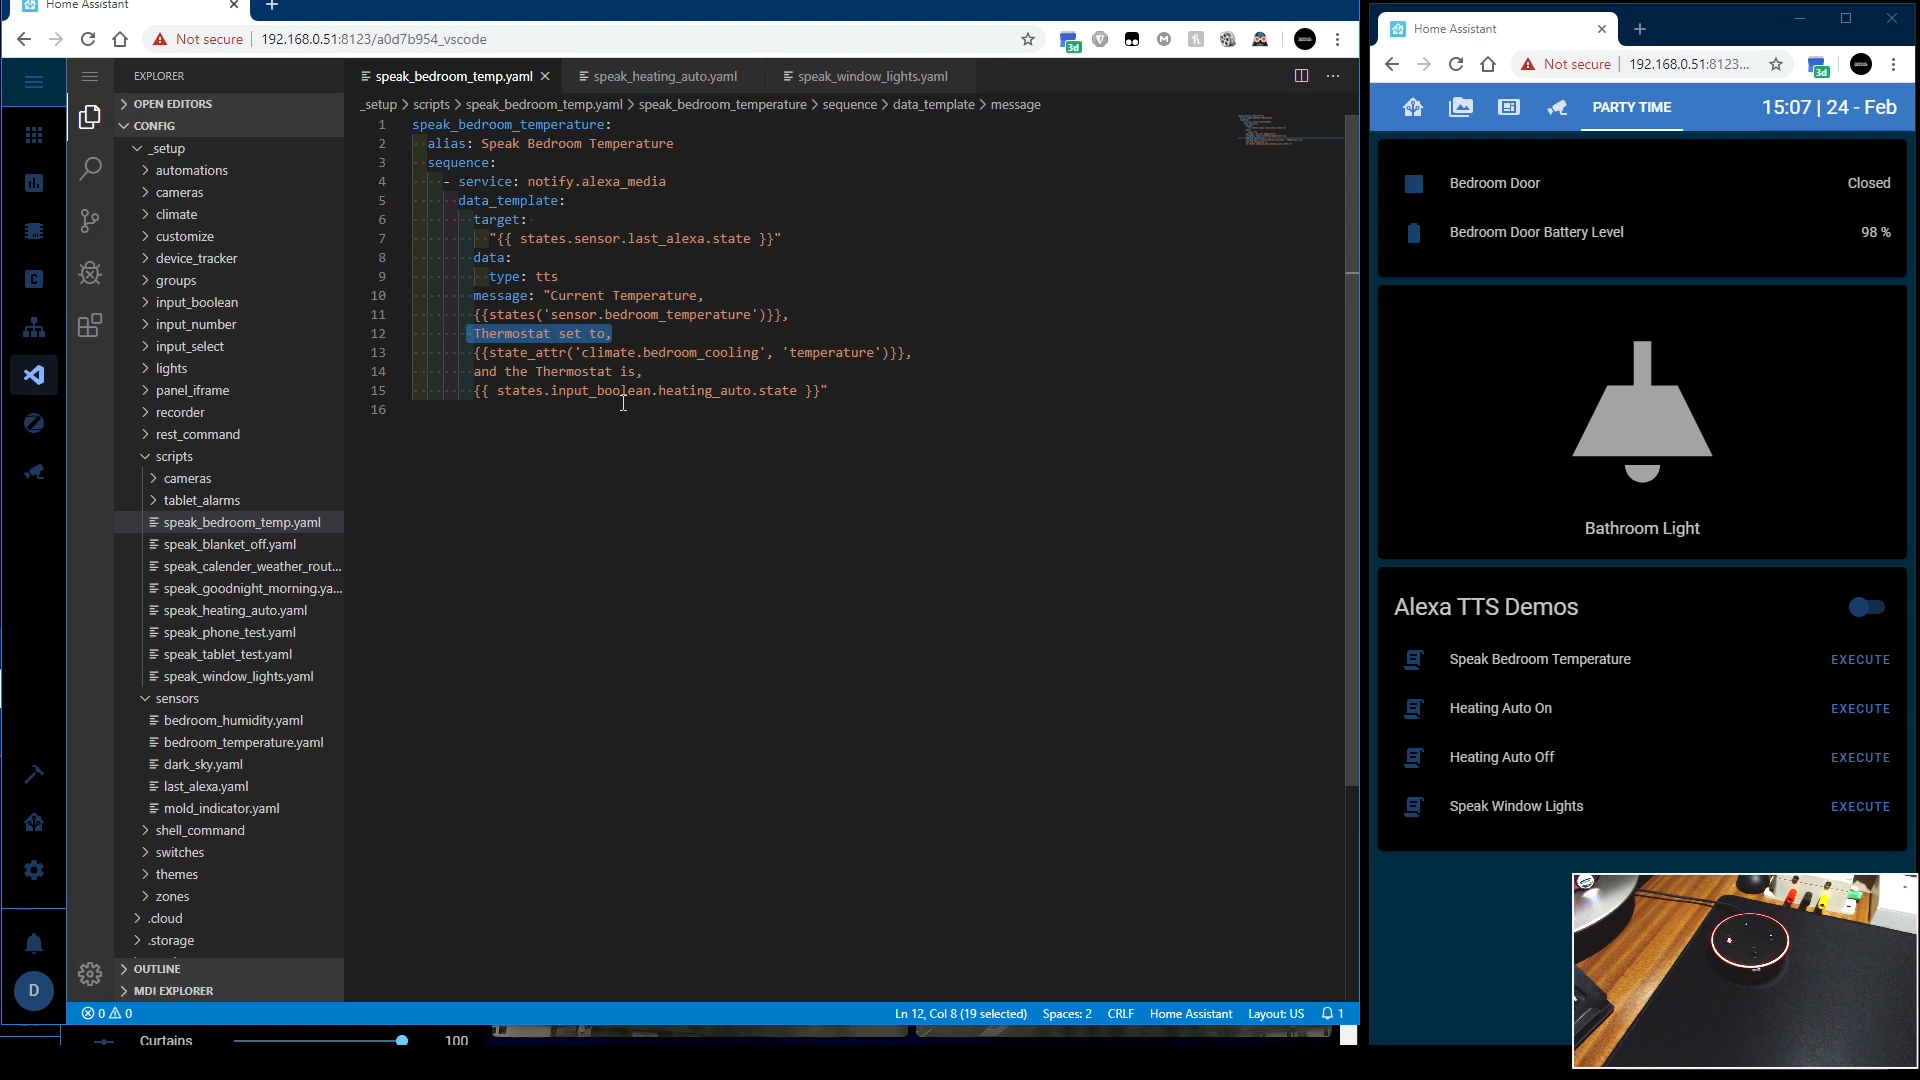 Home Assistant
Not secure 192.168.0.51:8123/a0d7b954_vscode
3d
EXPLORER
OPEN EDITORS
CONFIG
_setup
automations
cameras
climate
customize
device_tracker
groups
input_boolean
input_number
input_select
lights
panel_iframe
recorder
rest_command
scripts
cameras
tablet_alarms
speak_bedroom_temp.yaml
speak_blanket_off.yaml
speak_calender_weather_rout...
speak_goodnight_morning.ya...
speak_heating_auto.yaml
speak_phone_test.yaml
speak_tablet_test.yaml
speak_window_lights.yaml
sensors
bedroom_humidity.yaml
bedroom_temperature.yaml
dark_sky.yaml
last_alexa.yaml
mold_indicator.yaml
shell_command
switches
themes
zones
.cloud
.storage
OUTLINE
MDI EXPLORER
D
speak_bedroom_temp.yaml speak_heating_auto.yaml speak_window_lights.yaml
_setup > scripts > speak_bedroom_temp.yaml > speak_bedroom_temperature > sequence > data_template > message
1 speak_bedroom_temperature:
2 alias: Speak Bedroom Temperature
3 sequence:
4 - service: notify.alexa_media
5 data_template:
6 target:
7 "{{ states.sensor.last_alexa.state }}"
8 data:
9 type: tts
10 message: "Current Temperature,
11 {{states('sensor.bedroom_temperature')}},
12 Thermostat set to,
13 {{state_attr('climate.bedroom_cooling', 'temperature')}},
14 and the Thermostat is,
15 {{ states.input_boolean.heating_auto.state }}"
16
0 0 Ln 12, Col 8 (19 selected) Spaces: 2 CRLF Home Assistant Layout: US 1
Curtains 100
Home Assistant
Not secure 192.168.0.51:8123...
3d
PARTY TIME 15:07 | 24 - Feb
Bedroom Door Closed
Bedroom Door Battery Level 98 %
Bathroom Light
Alexa TTS Demos
Speak Bedroom Temperature EXECUTE
Heating Auto On EXECUTE
Heating Auto Off EXECUTE
Speak Window Lights EXECUTE